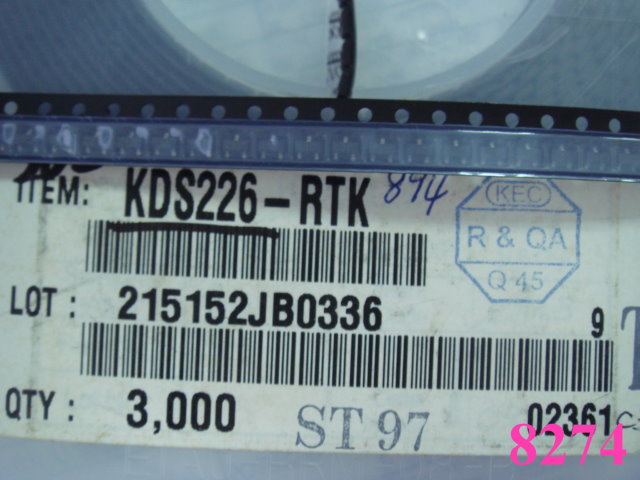 ITEM: KDS226-RTK 894
KEC
R & QA
Q 45
LOT : 215152JB0336 9
QTY : 3,000 ST 97 02361
8274